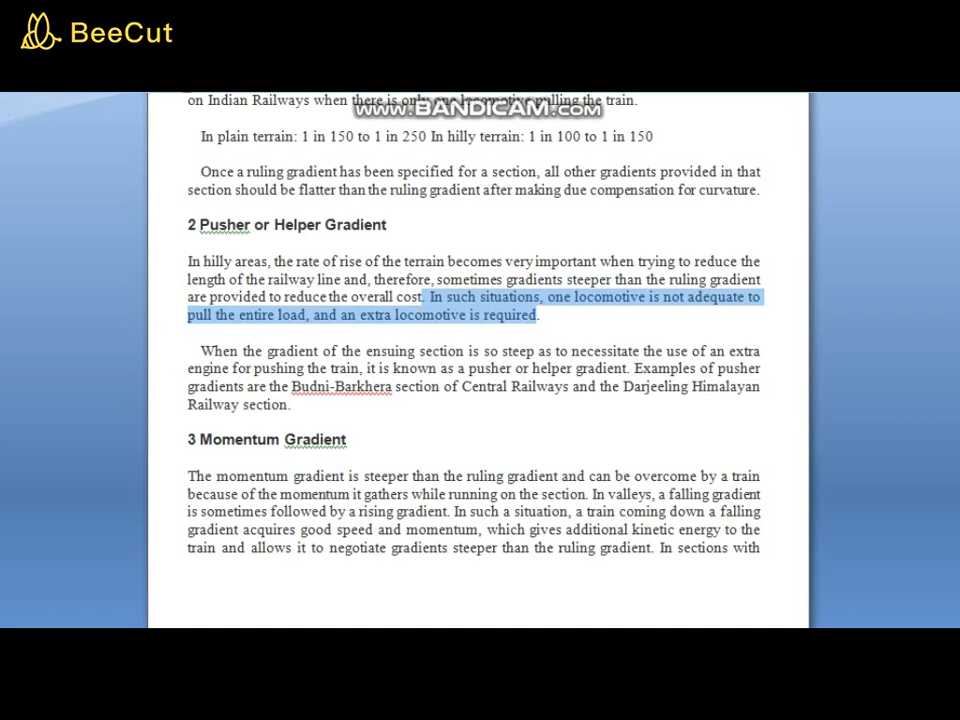 BeeCut
on Indian Railways when there is only one locomotive pulling the train.
www.BANDICAM.com
In plain terrain: 1 in 150 to 1 in 250 In hilly terrain: 1 in 100 to 1 in 150
Once a ruling gradient has been specified for a section, all other gradients provided in that
section should be flatter than the ruling gradient after making due compensation for curvature.
2 Pusher or Helper Gradient
In hilly areas, the rate of rise of the terrain becomes very important when trying to reduce the
length of the railway line and, therefore, sometimes gradients steeper than the ruling gradient
are provided to reduce the overall cost. In such situations, one locomotive is not adequate to
pull the entire load, and an extra locomotive is required.
When the gradient of the ensuing section is so steep as to necessitate the use of an extra
engine for pushing the train, it is known as a pusher or helper gradient. Examples of pusher
gradients are the Budni-Barkhera section of Central Railways and the Darjeeling Himalayan
Railway section.
3 Momentum Gradient
The momentum gradient is steeper than the ruling gradient and can be overcome by a train
because of the momentum it gathers while running on the section. In valleys, a falling gradient
is sometimes followed by a rising gradient. In such a situation, a train coming down a falling
gradient acquires good speed and momentum, which gives additional kinetic energy to the
train and allows it to negotiate gradients steeper than the ruling gradient. In sections with